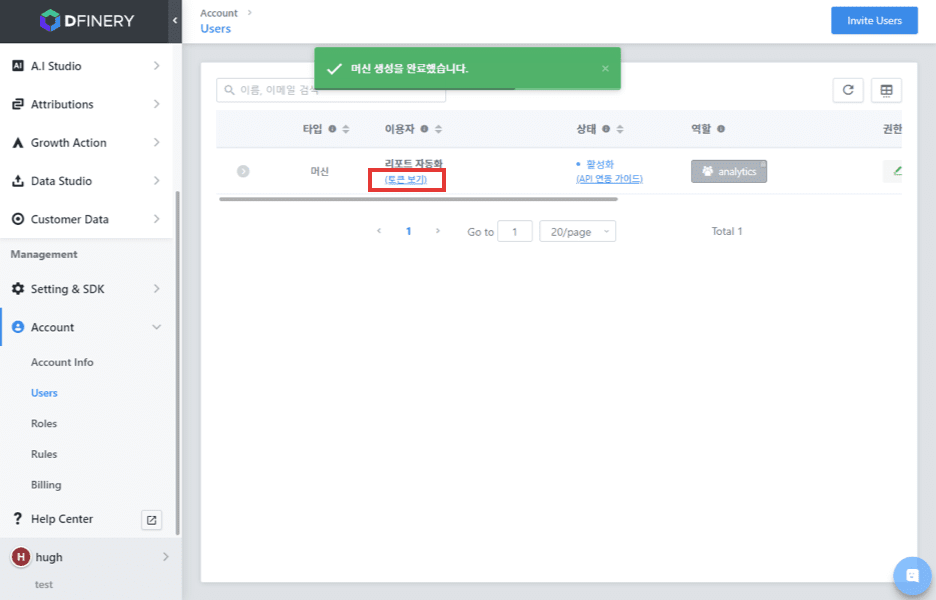 DFINERY
Account
Users
Invite Users
A.I Studio
Attributions
Growth Action
Data Studio
Customer Data
Management
Setting & SDK
Account
Account Info
Users
Roles
Rules
Billing
Help Center
H hugh
test
머신 생성을 완료했습니다.
이름, 이메일 검색
타입 이용자 상태 역할 권한
머신 리포트 자동화 활성화 analytics
(토큰 보기) (API 연동 가이드)
1 Go to 1 20/page Total 1